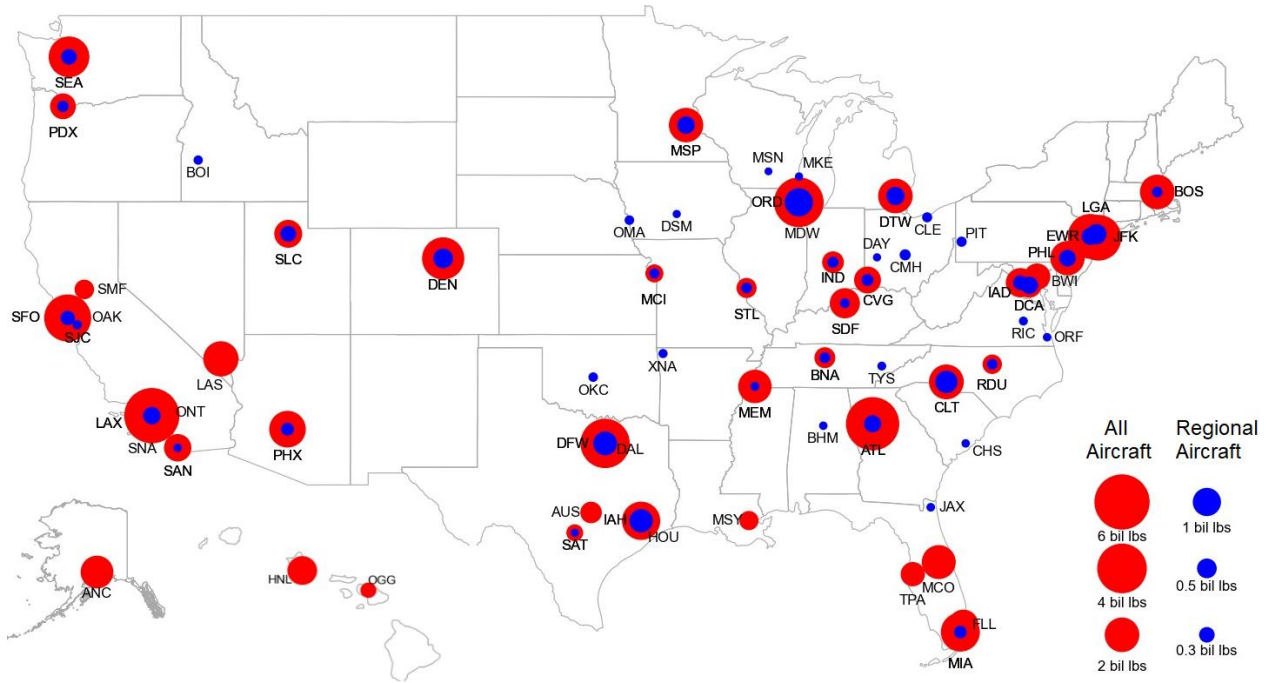 SEA
PDX
BOI
MSP
MSN
MKE
ORD
MDW
DTW
CLE
BOS
LGA
EWR
JFK
PIT
PHL
OMA
DSM
DAY
CMH
BWI
IAD
DCA
SLC
DEN
MCI
STL
IND
CVG
SDF
RIC
ORF
SMF
SFO
OAK
SJC
LAS
XNA
OKC
BNA
TYS
RDU
MEM
CLT
LAX
ONT
SNA
SAN
PHX
DFW
DAL
BHM
ATL
CHS
AUS
IAH
HOU
SAT
MSY
JAX
ANC
HNL
OGG
MCO
TPA
FLL
MIA
All Regional
Aircraft Aircraft
6 bil lbs 1 bil lbs
4 bil lbs 0.5 bil lbs
2 bil lbs 0.3 bil lbs